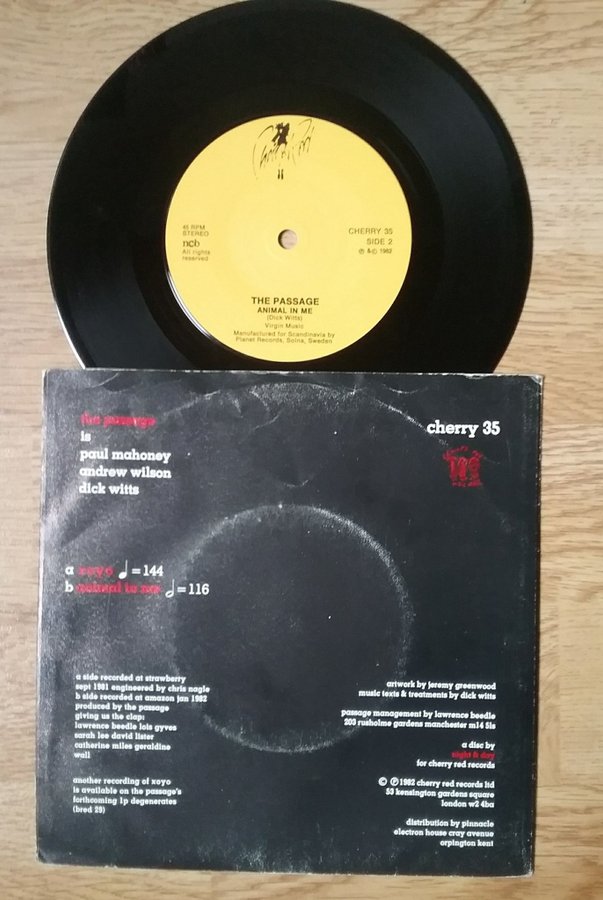 Cherry Red
45 RPM
STEREO
ncb
All rights
reserved
CHERRY 35
SIDE 2
℗ & © 1982
THE PASSAGE
ANIMAL IN ME
(Dick Witts)
Virgin Music
Manufactured for Scandinavia by
Planet Records, Solna, Sweden
the passage
is
paul mahoney
andrew wilson
dick witts
cherry 35
a xoyo ♩=144
b animal in me 𝅗𝅥=116
a side recorded at strawberry
sept 1981 engineered by chris nagle
b side recorded at amazon jan 1982
produced by the passage
giving us the clap:
lawrence beedle lois gyves
sarah lee david lister
catherine miles geraldine
wall
another recording of xoyo
is available on the passage's
forthcoming lp degenerates
(bred 29)
artwork by jeremy greenwood
music texts & treatments by dick witts
passage management by lawrence beedle
203 rusholme gardens manchester m14 5ls
a disc by
night & day
for cherry red records
© ℗ 1982 cherry red records ltd
53 kensington gardens square
london w2 4ba
distribution by pinnacle
electron house cray avenue
orpington kent